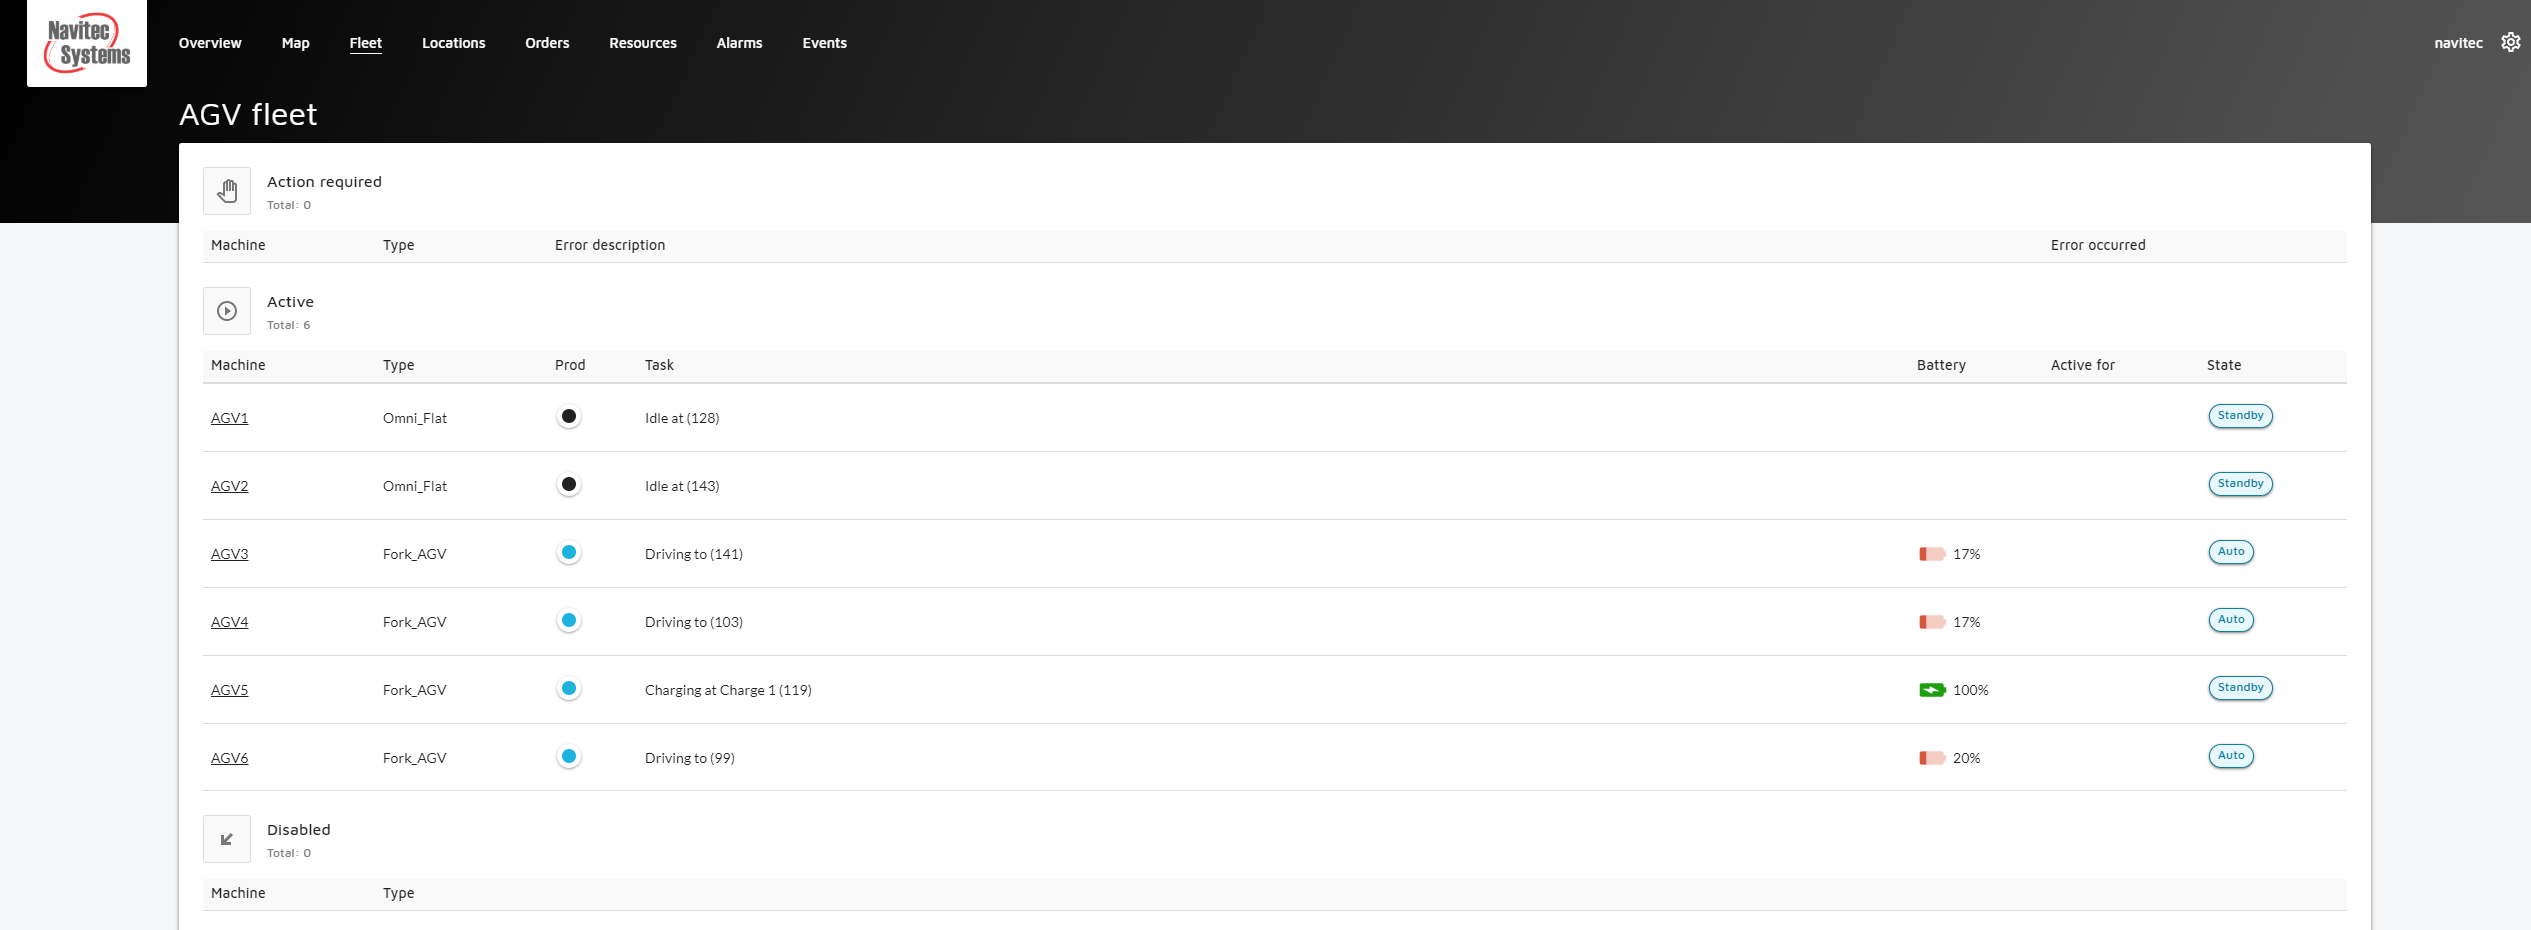 Navitec
Systems
Overview Map Fleet Locations Orders Resources Alarms Events navitec
AGV fleet
Action required
Total: 0
Machine Type Error description Error occurred
Active
Total: 6
Machine Type Prod Task Battery Active for State
AGV1 Omni_Flat Idle at (128) Standby
AGV2 Omni_Flat Idle at (143) Standby
AGV3 Fork_AGV Driving to (141) 17% Auto
AGV4 Fork_AGV Driving to (103) 17% Auto
AGV5 Fork_AGV Charging at Charge 1 (119) 100% Standby
AGV6 Fork_AGV Driving to (99) 20% Auto
Disabled
Total: 0
Machine Type